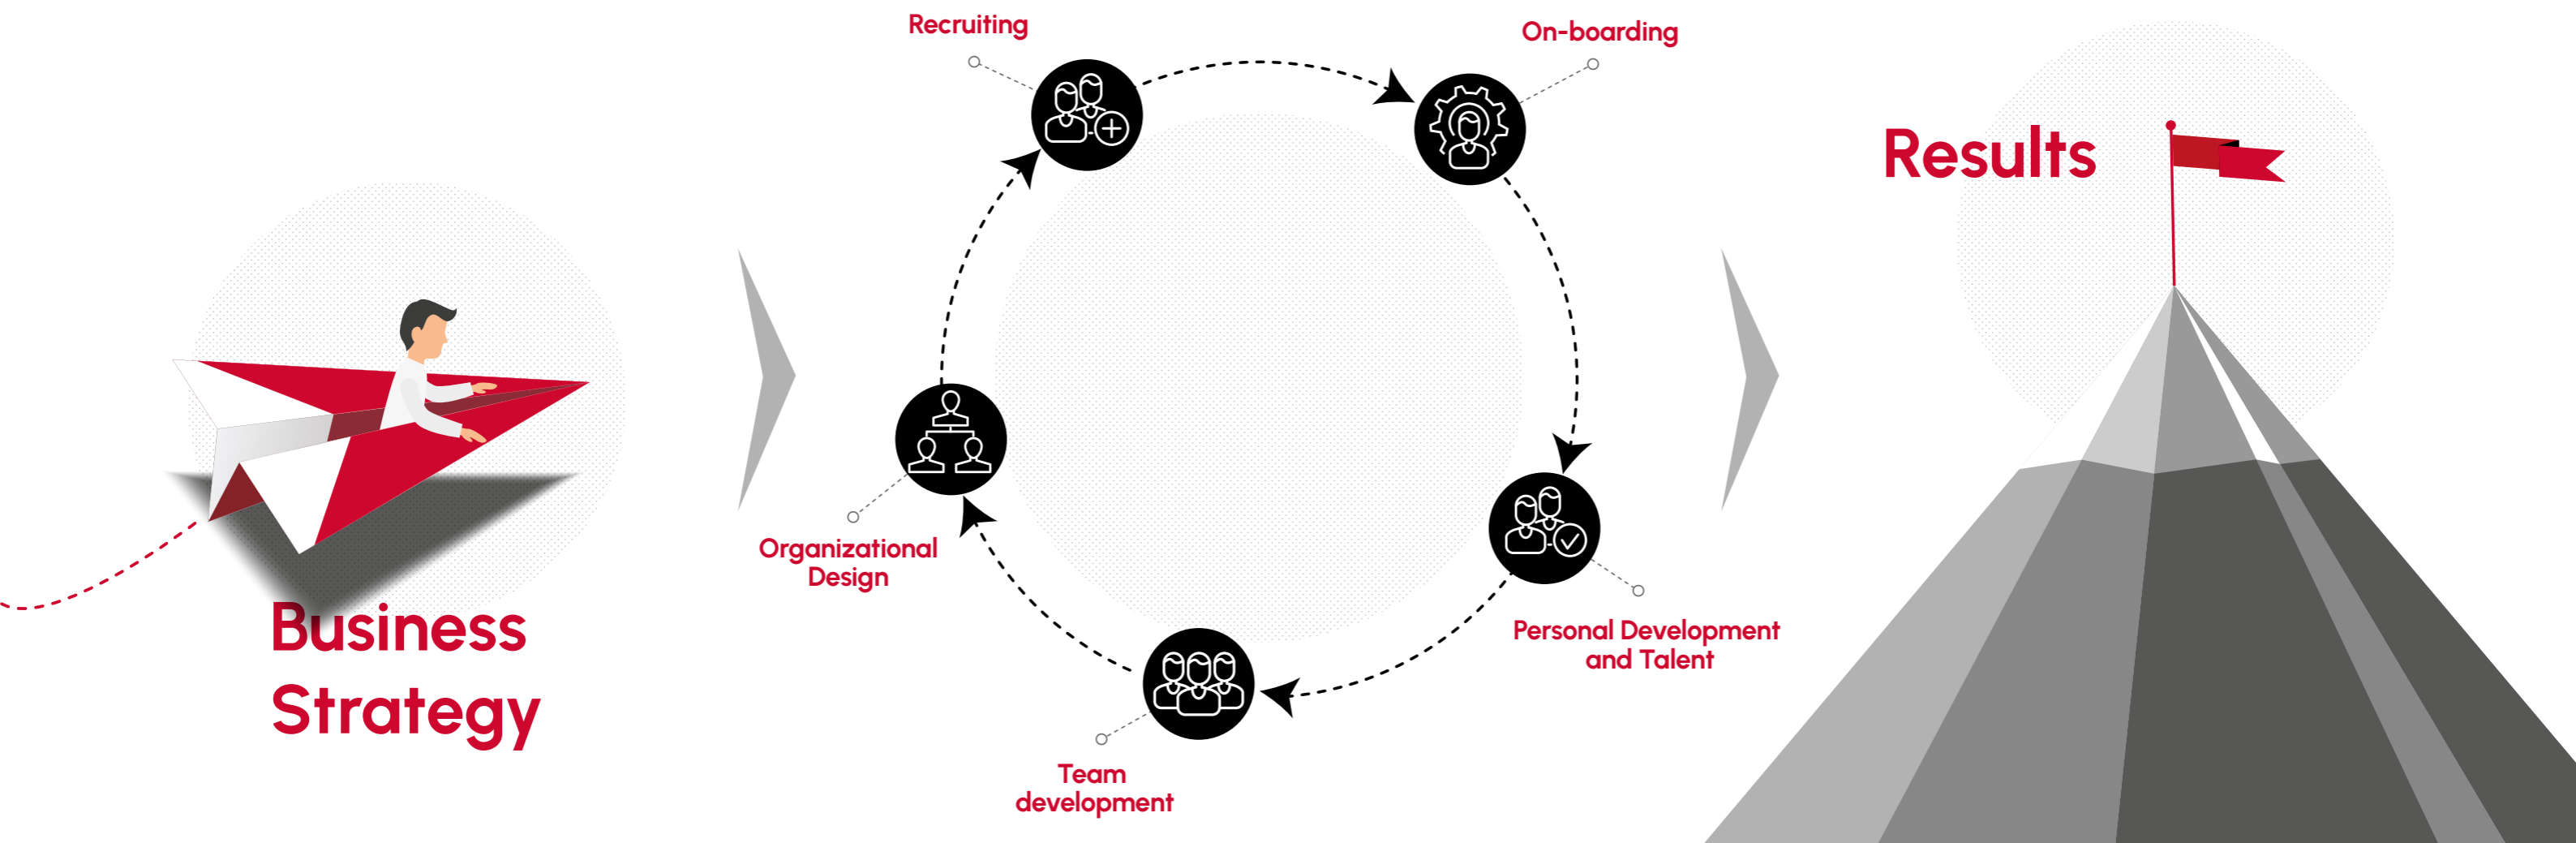 Business
Strategy
Recruiting
On-boarding
Personal Development
and Talent
Team
development
Organizational
Design
Results